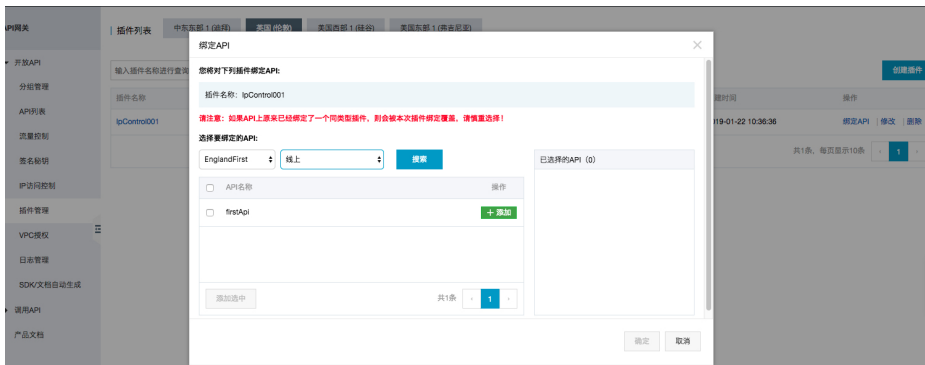 API网关
插件列表 中东东部 1 (迪拜) 英国 (伦敦) 美国西部 1 (硅谷) 美国东部 1 (弗吉尼亚)
开放API
分组管理
API列表
流量控制
签名秘钥
IP访问控制
插件管理
VPC授权
日志管理
SDK/文档自动生成
调用API
产品文档
输入插件名称进行查询
创建插件
插件名称
建时间 操作
IpControl001
019-01-22 10:36:36 绑定API | 修改 | 删除
共1条, 每页显示10条 ‹ 1 ›
绑定API ×
您将对下列插件绑定API:
插件名称: IpControl001
请注意:如果API上原来已经绑定了一个同类型插件,则会被本次插件绑定覆盖,请慎重选择!
选择要绑定的API:
EnglandFirst 线上 搜索
API名称 操作
firstApi +添加
添加选中 共1条 ‹ 1 ›
已选择的API(0)
确定 取消